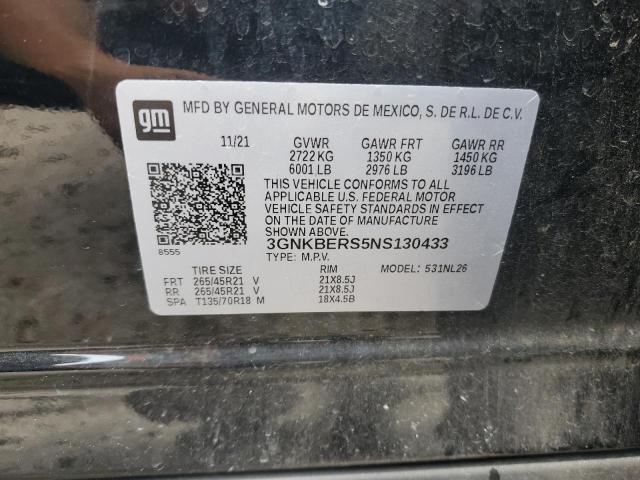 gm
MFD BY GENERAL MOTORS DE MEXICO, S. DE R.L. DE C.V.
11/21 GVWR GAWR FRT GAWR RR
2722 KG 1350 KG 1450 KG
6001 LB 2976 LB 3196 LB
THIS VEHICLE CONFORMS TO ALL
APPLICABLE U.S. FEDERAL MOTOR
VEHICLE SAFETY STANDARDS IN EFFECT ON
THE DATE OF MANUFACTURE SHOWN ABOVE.
8555 3GNKBERS5NS130433
TYPE: M.P.V. MODEL: 531NL26
TIRE SIZE RIM
FRT 265/45R21 V 21X8.5J
RR 265/45R21 V 21X8.5J
SPA T135/70R18 M 18X4.5B